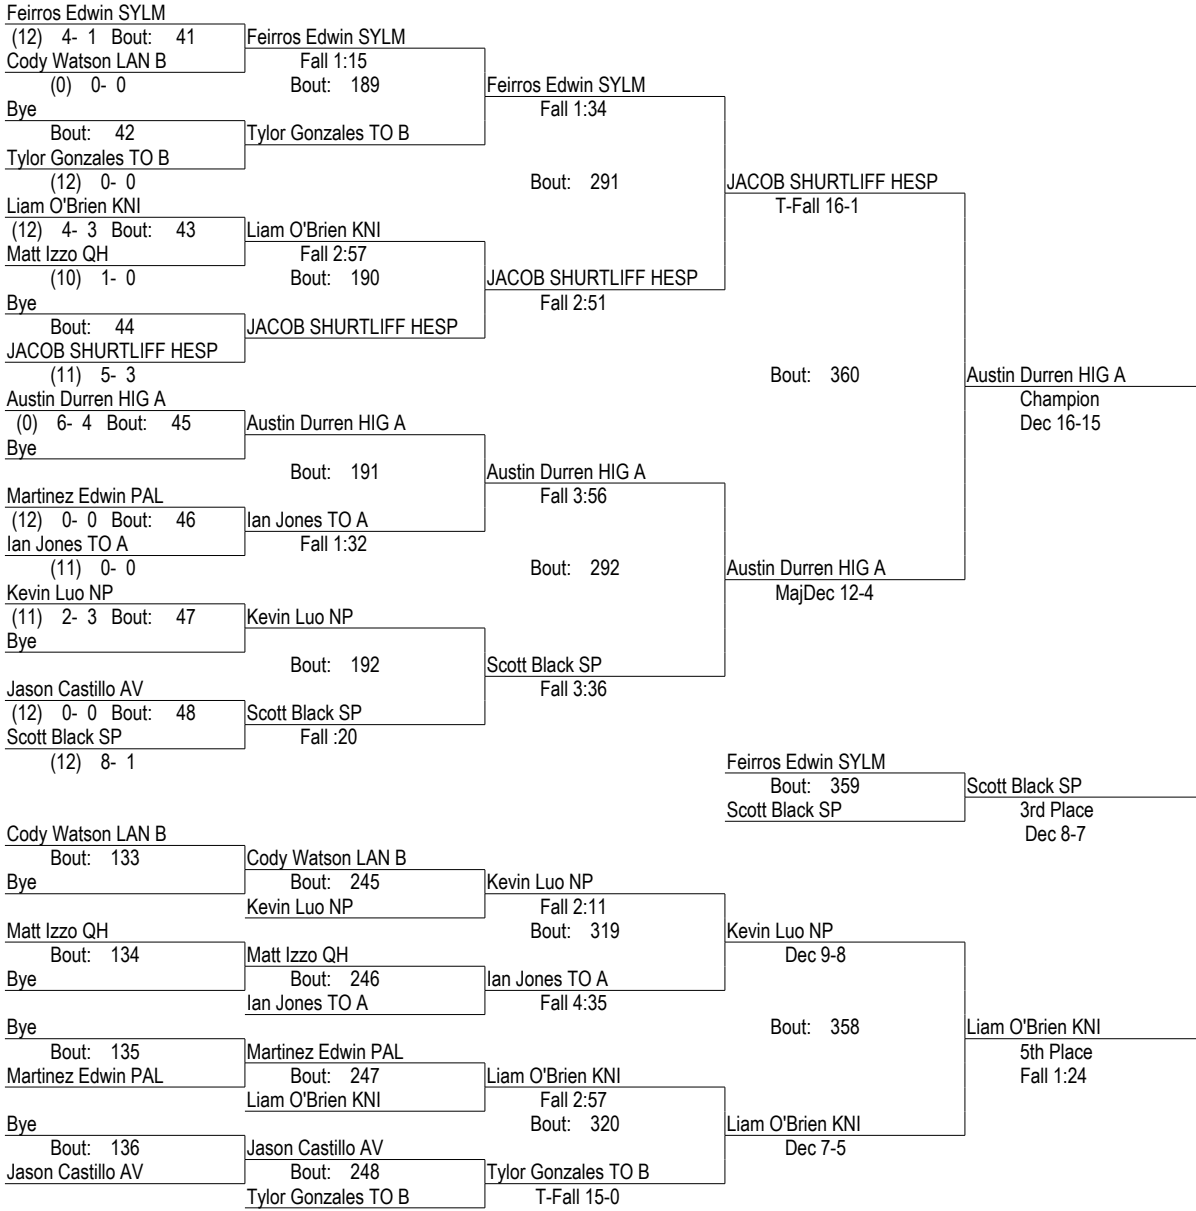 Feirros Edwin SYLM
(12) 4- 1 Bout: 41 Feirros Edwin SYLM
Cody Watson LAN B Fall 1:15
(0) 0- 0 Bout: 189 Feirros Edwin SYLM
Bye Fall 1:34
Bout: 42 Tylor Gonzales TO B
Tylor Gonzales TO B
(12) 0- 0 Bout: 291 JACOB SHURTLIFF HESP
Liam O'Brien KNI T-Fall 16-1
(12) 4- 3 Bout: 43 Liam O'Brien KNI
Matt Izzo QH Fall 2:57
(10) 1- 0 Bout: 190 JACOB SHURTLIFF HESP
Bye Fall 2:51
Bout: 44 JACOB SHURTLIFF HESP
JACOB SHURTLIFF HESP
(11) 5- 3 Bout: 360 Austin Durren HIG A
Austin Durren HIG A Champion
(0) 6- 4 Bout: 45 Austin Durren HIG A Dec 16-15
Bye
Bout: 191 Austin Durren HIG A
Martinez Edwin PAL Fall 3:56
(12) 0- 0 Bout: 46 Ian Jones TO A
Ian Jones TO A Fall 1:32
(11) 0- 0 Bout: 292 Austin Durren HIG A
Kevin Luo NP MajDec 12-4
(11) 2- 3 Bout: 47 Kevin Luo NP
Bye
Bout: 192 Scott Black SP
Jason Castillo AV Fall 3:36
(12) 0- 0 Bout: 48 Scott Black SP
Scott Black SP Fall :20
(12) 8- 1 Feirros Edwin SYLM
Bout: 359 Scott Black SP
Scott Black SP 3rd Place
Cody Watson LAN B Dec 8-7
Bout: 133 Cody Watson LAN B
Bye Bout: 245 Kevin Luo NP
Kevin Luo NP Fall 2:11
Matt Izzo QH Bout: 319 Kevin Luo NP
Bout: 134 Matt Izzo QH Dec 9-8
Bye Bout: 246 Ian Jones TO A
Ian Jones TO A Fall 4:35
Bye Bout: 358 Liam O'Brien KNI
Bout: 135 Martinez Edwin PAL 5th Place
Martinez Edwin PAL Bout: 247 Liam O'Brien KNI Fall 1:24
Liam O'Brien KNI Fall 2:57
Bye Bout: 320 Liam O'Brien KNI
Bout: 136 Jason Castillo AV Dec 7-5
Jason Castillo AV Bout: 248 Tylor Gonzales TO B
Tylor Gonzales TO B T-Fall 15-0